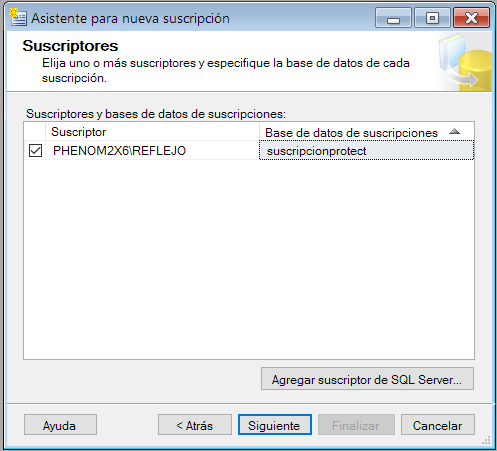 Asistente para nueva suscripción
Suscriptores
Elija uno o más suscriptores y especifique la base de datos de cada
suscripción.
Suscriptores y bases de datos de suscripciones:
Suscriptor Base de datos de suscripciones
PHENOM2X6\REFLEJO suscripcionprotect
Agregar suscriptor de SQL Server...
Ayuda < Atrás Siguiente Finalizar Cancelar